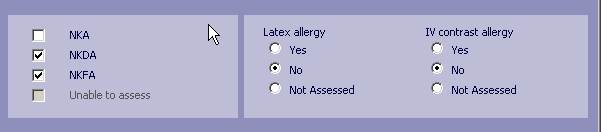 NKA
NKDA
NKFA
Unable to assess
Latex allergy
Yes
No
Not Assessed
IV contrast allergy
Yes
No
Not Assessed